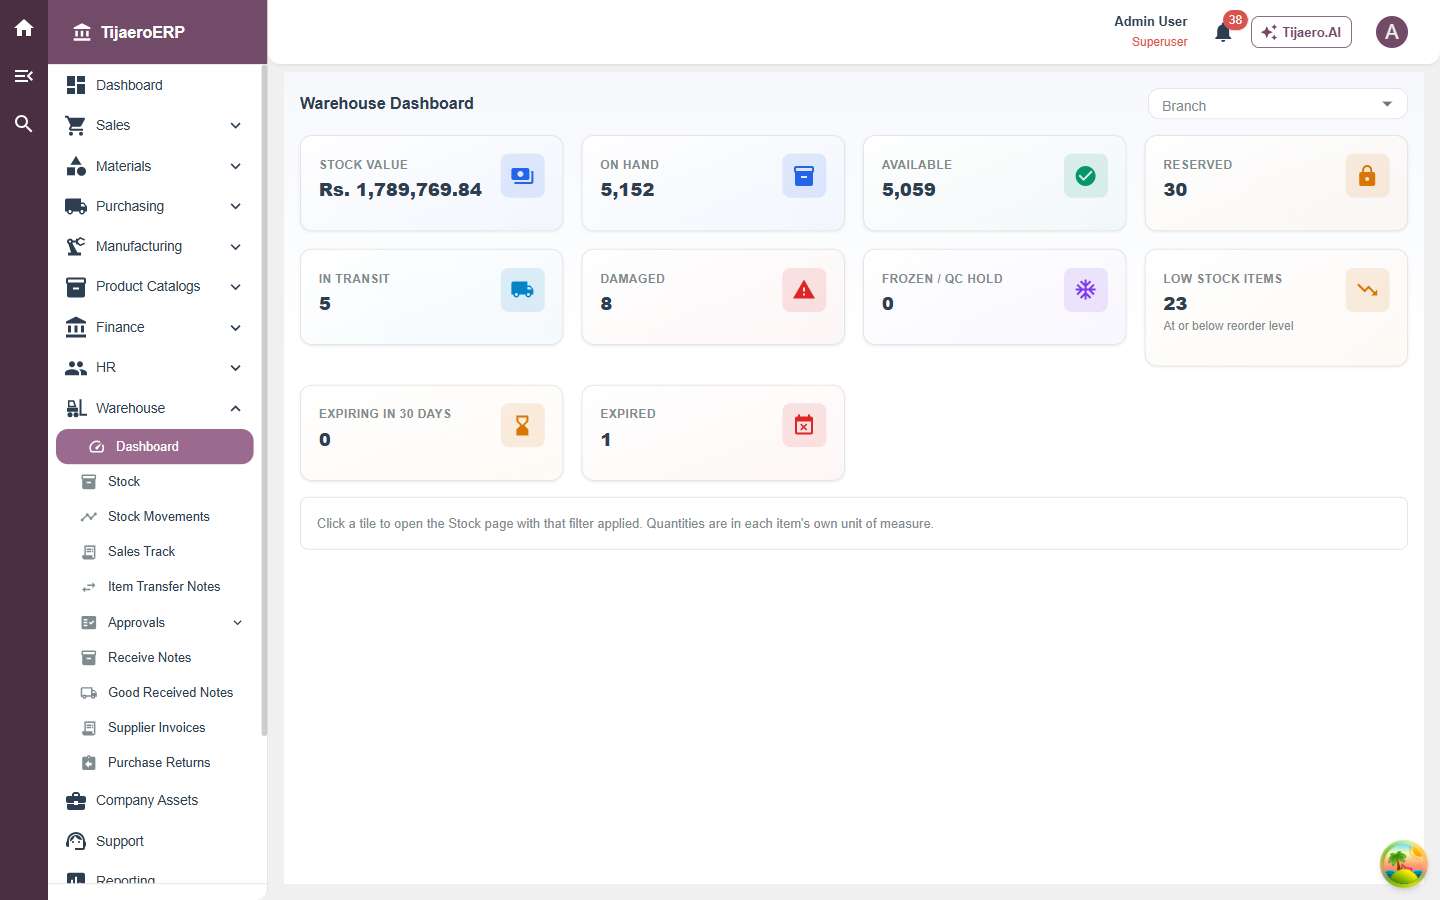 TijaeroERP
Admin User
Superuser
38
Tijaero.AI
A
Dashboard
Sales
Materials
Purchasing
Manufacturing
Product Catalogs
Finance
HR
Warehouse
Dashboard
Stock
Stock Movements
Sales Track
Item Transfer Notes
Approvals
Receive Notes
Good Received Notes
Supplier Invoices
Purchase Returns
Company Assets
Support
Reporting
Warehouse Dashboard
Branch
STOCK VALUE
Rs. 1,789,769.84
ON HAND
5,152
AVAILABLE
5,059
RESERVED
30
IN TRANSIT
5
DAMAGED
8
FROZEN / QC HOLD
0
LOW STOCK ITEMS
23
At or below reorder level
EXPIRING IN 30 DAYS
0
EXPIRED
1
Click a tile to open the Stock page with that filter applied. Quantities are in each item's own unit of measure.